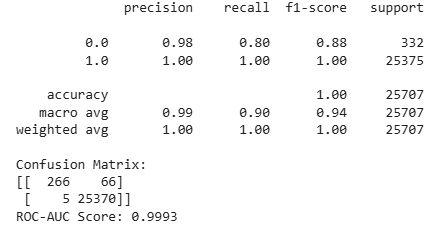 precision recall f1-score support
0.0 0.98 0.80 0.88 332
1.0 1.00 1.00 1.00 25375
accuracy 1.00 25707
macro avg 0.99 0.90 0.94 25707
weighted avg 1.00 1.00 1.00 25707
Confusion Matrix:
[[ 266 66]
[ 5 25370]]
ROC-AUC Score: 0.9993